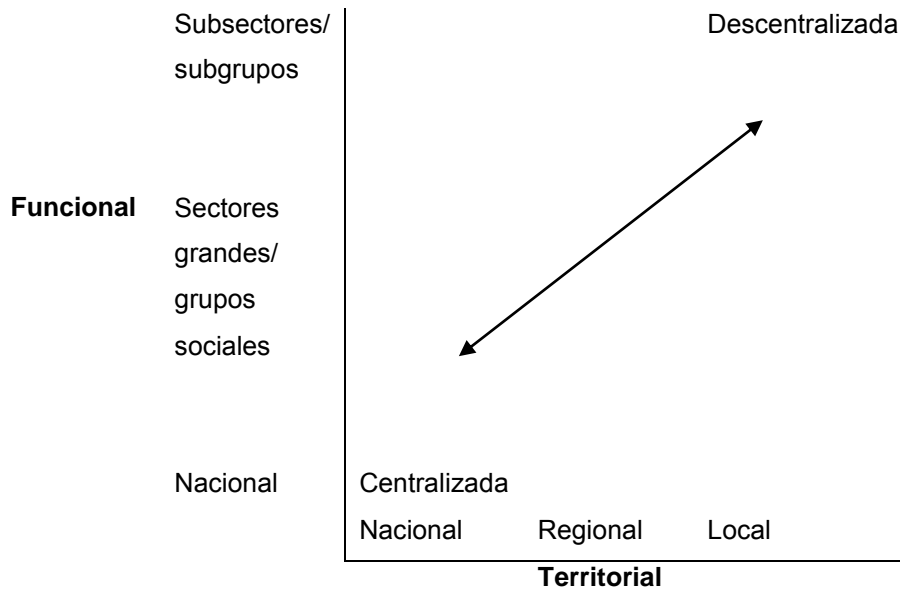 Subsectores/ Descentralizada
subgrupos
Funcional Sectores
grandes/
grupos
sociales
Nacional Centralizada
Nacional Regional Local
Territorial